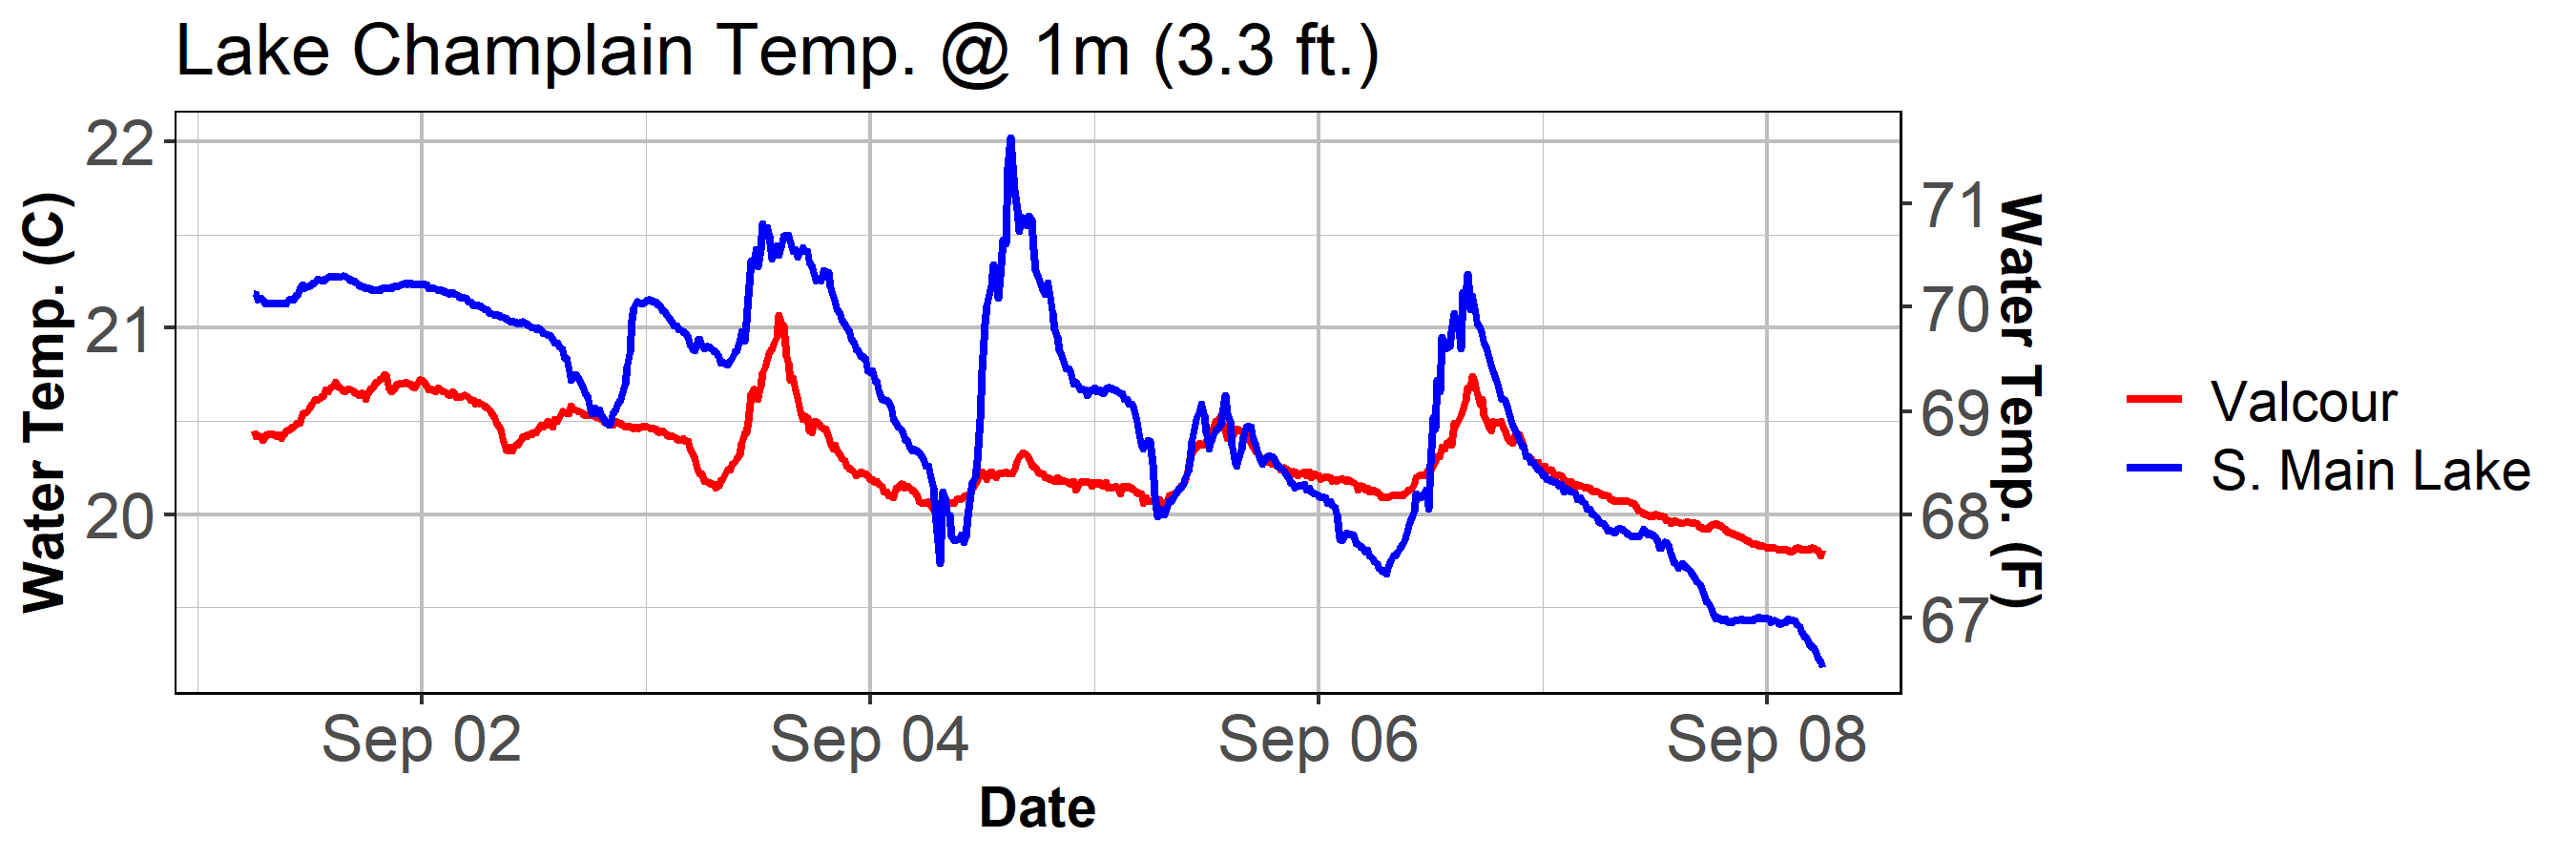 Lake Champlain Temp. @ 1m (3.3 ft.)
Water Temp. (C)
22
21
20
71
70
69
68
67
Water Temp. (F)
Sep 02
Sep 04
Sep 06
Sep 08
Date
Valcour
S. Main Lake